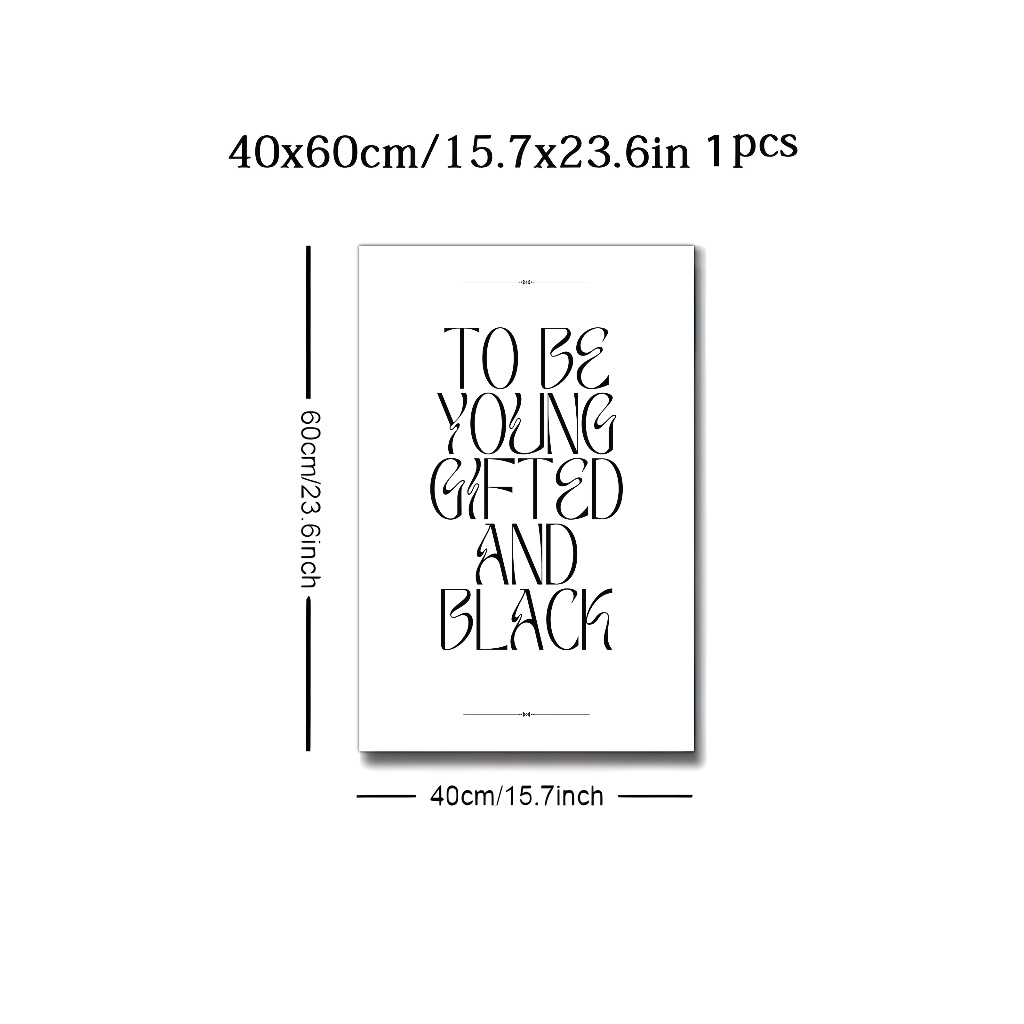 40x60cm/15.7x23.6in 1pcs
TO BE
YOUNG
GIFTED
AND
BLACK
60cm/23.6inch
40cm/15.7inch